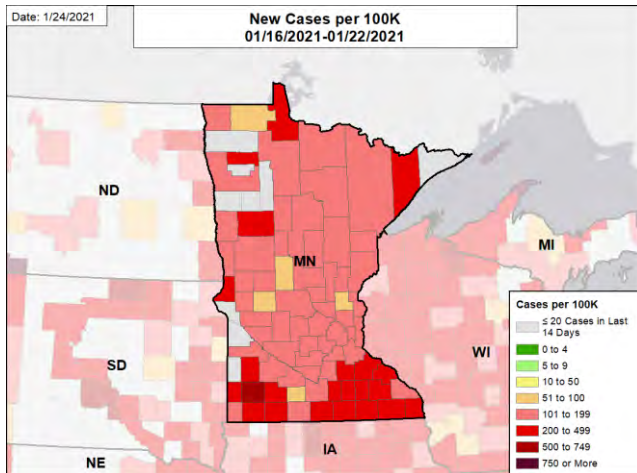 Date: 1/24/2021
New Cases per 100K
01/16/2021-01/22/2021
ND
MN
MI
SD
WI
NE
IA
Cases per 100K
≤ 20 Cases in Last
14 Days
0 to 4
5 to 9
10 to 50
51 to 100
101 to 199
200 to 499
500 to 749
750 or More